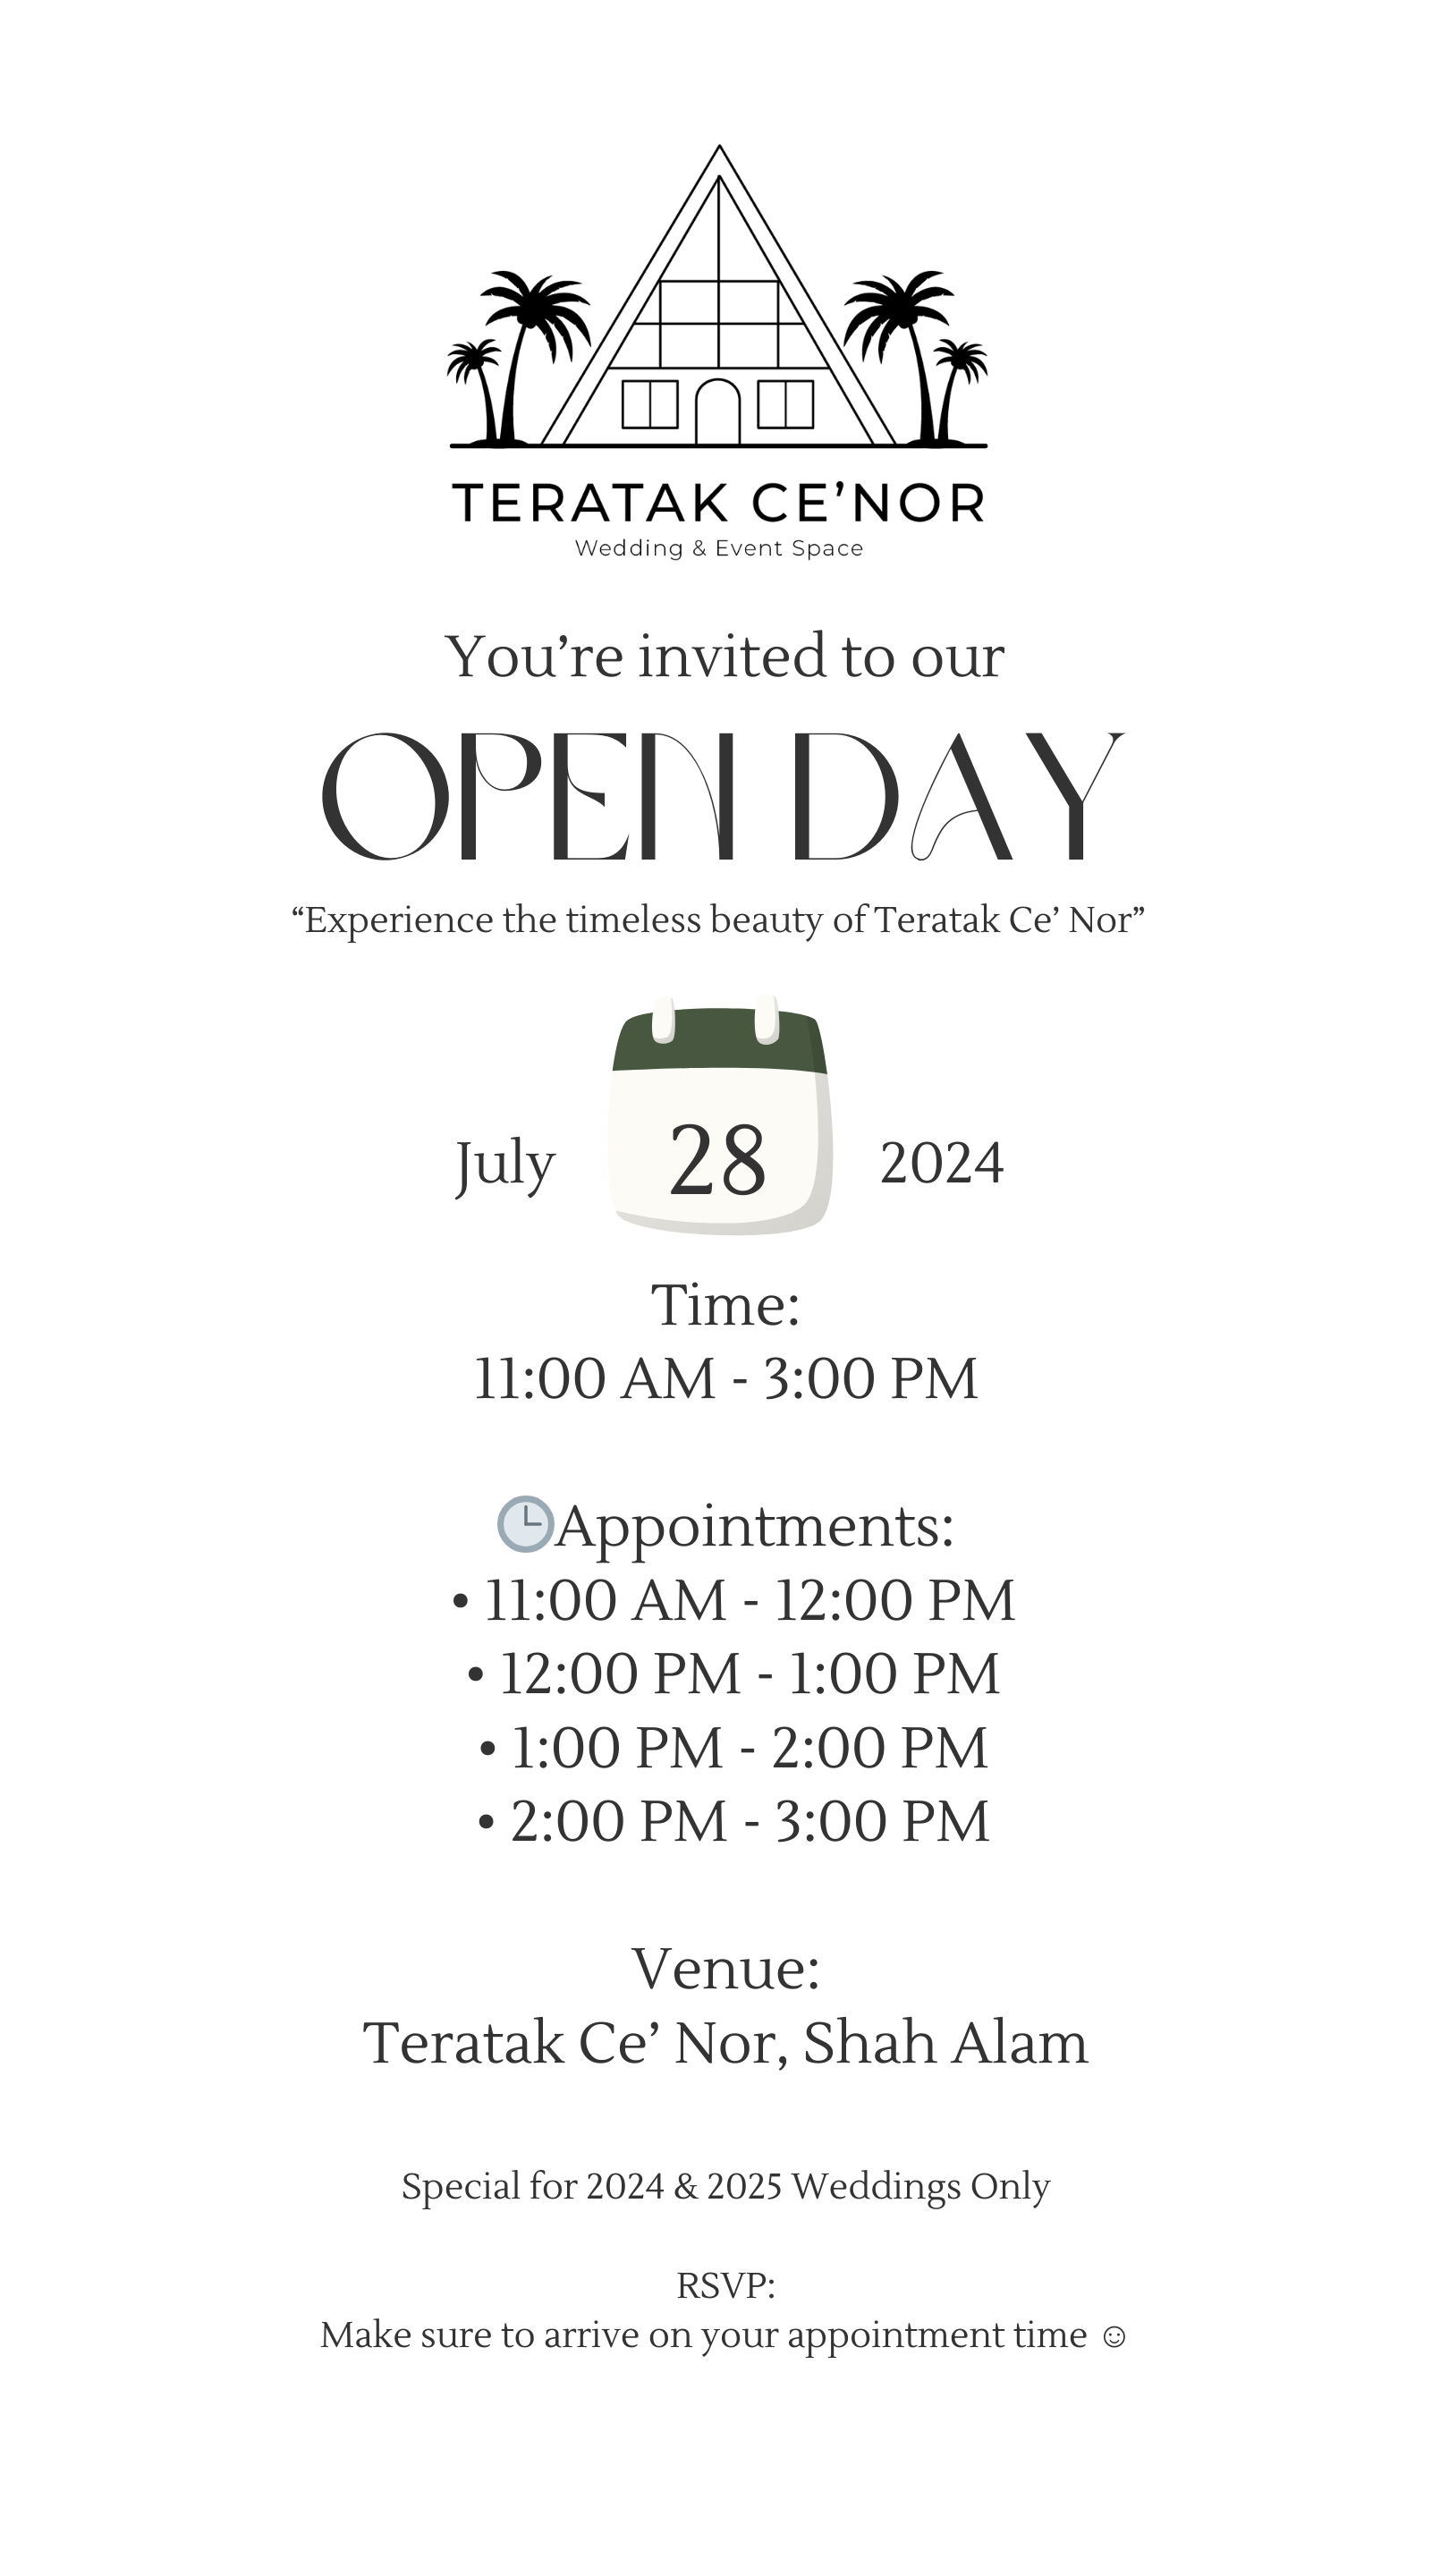 TERATAK CE’NOR
Wedding & Event Space
You’re invited to our
OPEN DAY
“Experience the timeless beauty of Teratak Ce’ Nor”
July 28 2024
Time:
11:00 AM - 3:00 PM
🕒Appointments:
• 11:00 AM - 12:00 PM
• 12:00 PM - 1:00 PM
• 1:00 PM - 2:00 PM
• 2:00 PM - 3:00 PM
Venue:
Teratak Ce’ Nor, Shah Alam
Special for 2024 & 2025 Weddings Only
RSVP:
Make sure to arrive on your appointment time ☺